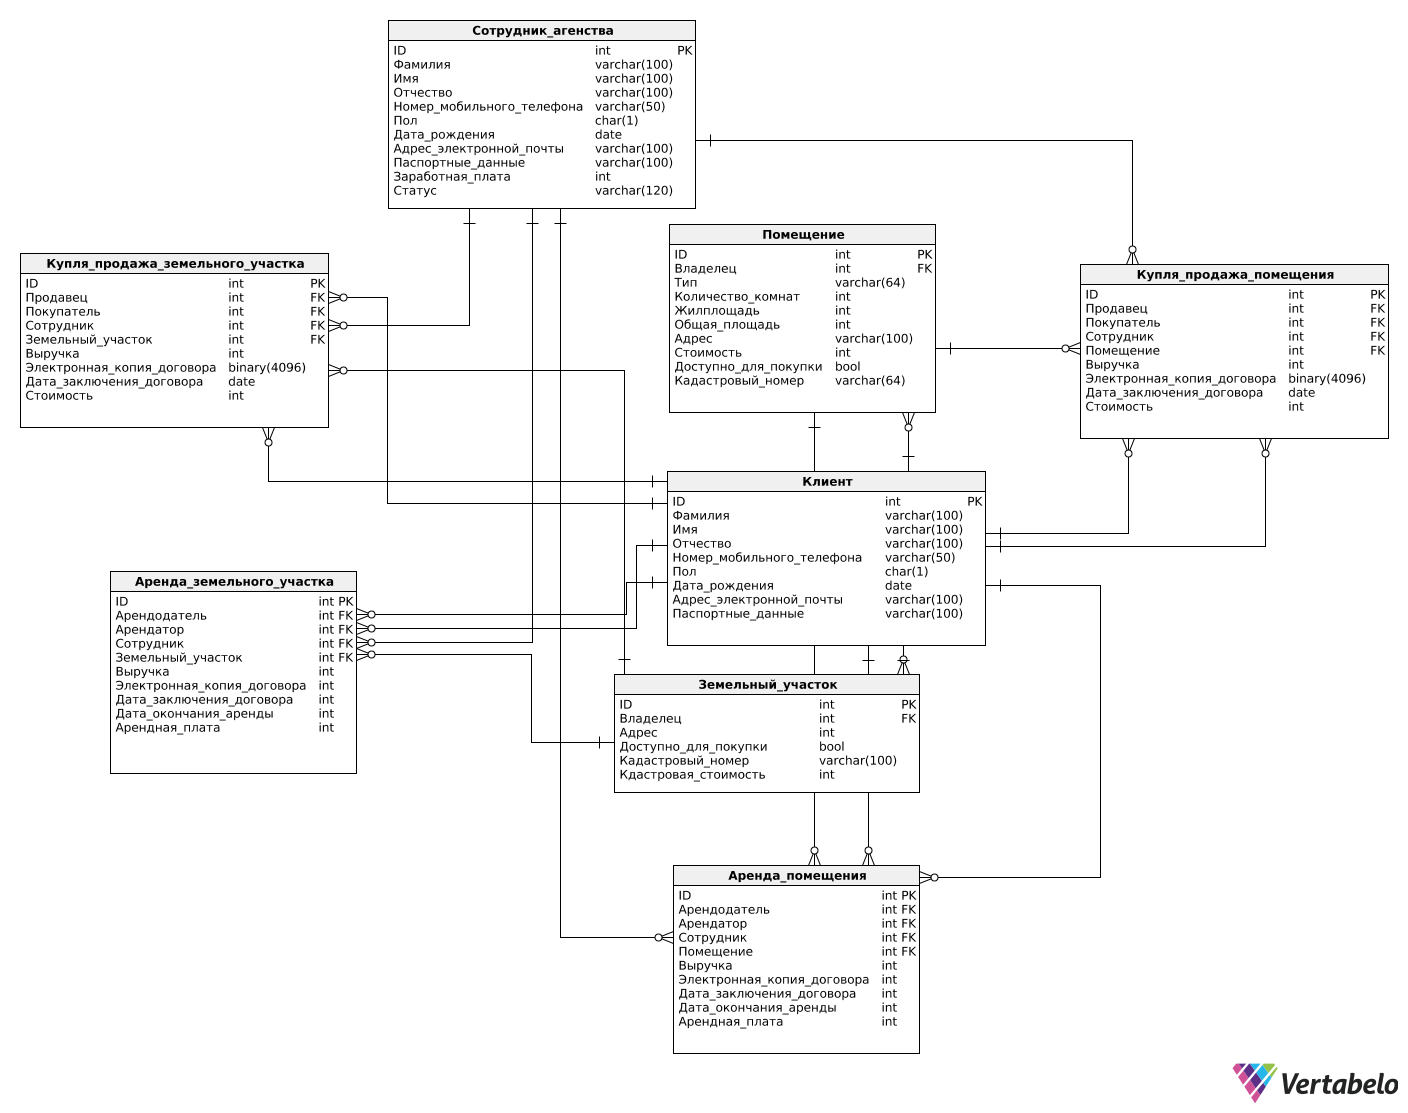 Сотрудник_агенства
ID int PK
Фамилия varchar(100)
Имя varchar(100)
Отчество varchar(100)
Номер_мобильного_телефона varchar(50)
Пол char(1)
Дата_рождения date
Адрес_электронной_почты varchar(100)
Паспортные_данные varchar(100)
Заработная_плата int
Статус varchar(120)
Помещение
ID int PK
Владелец int FK
Тип varchar(64)
Количество_комнат int
Жилплощадь int
Общая_площадь int
Адрес varchar(100)
Стоимость int
Доступно_для_покупки bool
Кадастровый_номер varchar(64)
Купля_продажа_земельного_участка
ID int PK
Продавец int FK
Покупатель int FK
Сотрудник int FK
Земельный_участок int FK
Выручка int
Электронная_копия_договора binary(4096)
Дата_заключения_договора date
Стоимость int
Купля_продажа_помещения
ID int PK
Продавец int FK
Покупатель int FK
Сотрудник int FK
Помещение int FK
Выручка int
Электронная_копия_договора binary(4096)
Дата_заключения_договора date
Стоимость int
Клиент
ID int PK
Фамилия varchar(100)
Имя varchar(100)
Отчество varchar(100)
Номер_мобильного_телефона varchar(50)
Пол char(1)
Дата_рождения date
Адрес_электронной_почты varchar(100)
Паспортные_данные varchar(100)
Аренда_земельного_участка
ID int PK
Арендодатель int FK
Арендатор int FK
Сотрудник int FK
Земельный_участок int FK
Выручка int
Электронная_копия_договора int
Дата_заключения_договора int
Дата_окончания_аренды int
Арендная_плата int
Земельный_участок
ID int PK
Владелец int FK
Адрес int
Доступно_для_покупки bool
Кадастровый_номер varchar(100)
Кдастровая_стоимость int
Аренда_помещения
ID int PK
Арендодатель int FK
Арендатор int FK
Сотрудник int FK
Помещение int FK
Выручка int
Электронная_копия_договора int
Дата_заключения_договора int
Дата_окончания_аренды int
Арендная_плата int
Vertabelo